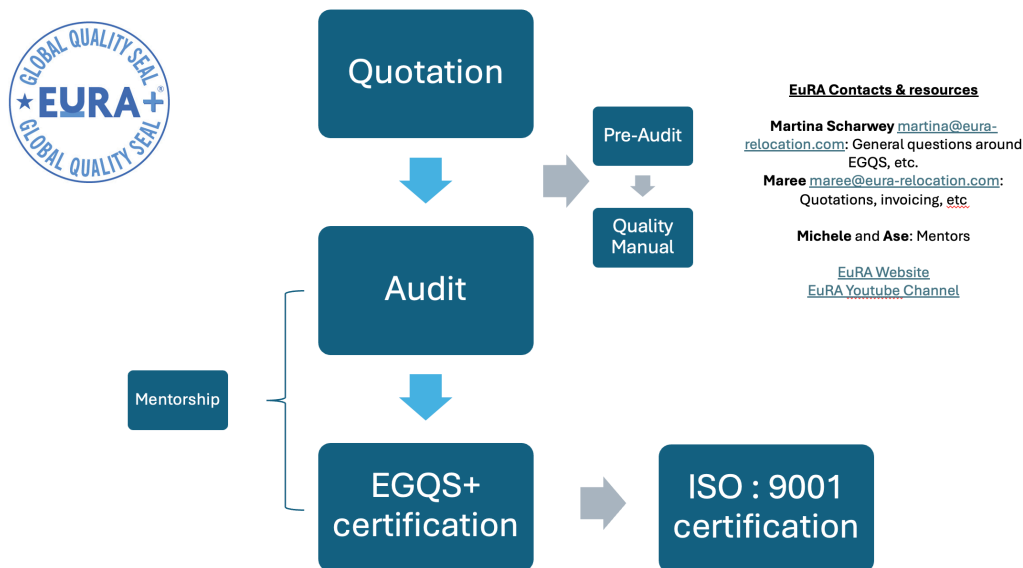 GLOBAL QUALITY SEAL
EURA+®
GLOBAL QUALITY SEAL
Quotation
Pre-Audit
Quality
Manual
Audit
Mentorship
EGQS+
certification
ISO : 9001
certification
EuRA Contacts & resources
Martina Scharwey martina@eura-
relocation.com: General questions around
EGQS, etc.
Maree maree@eura-relocation.com:
Quotations, invoicing, etc
Michele and Ase: Mentors
EuRA Website
EuRA Youtube Channel